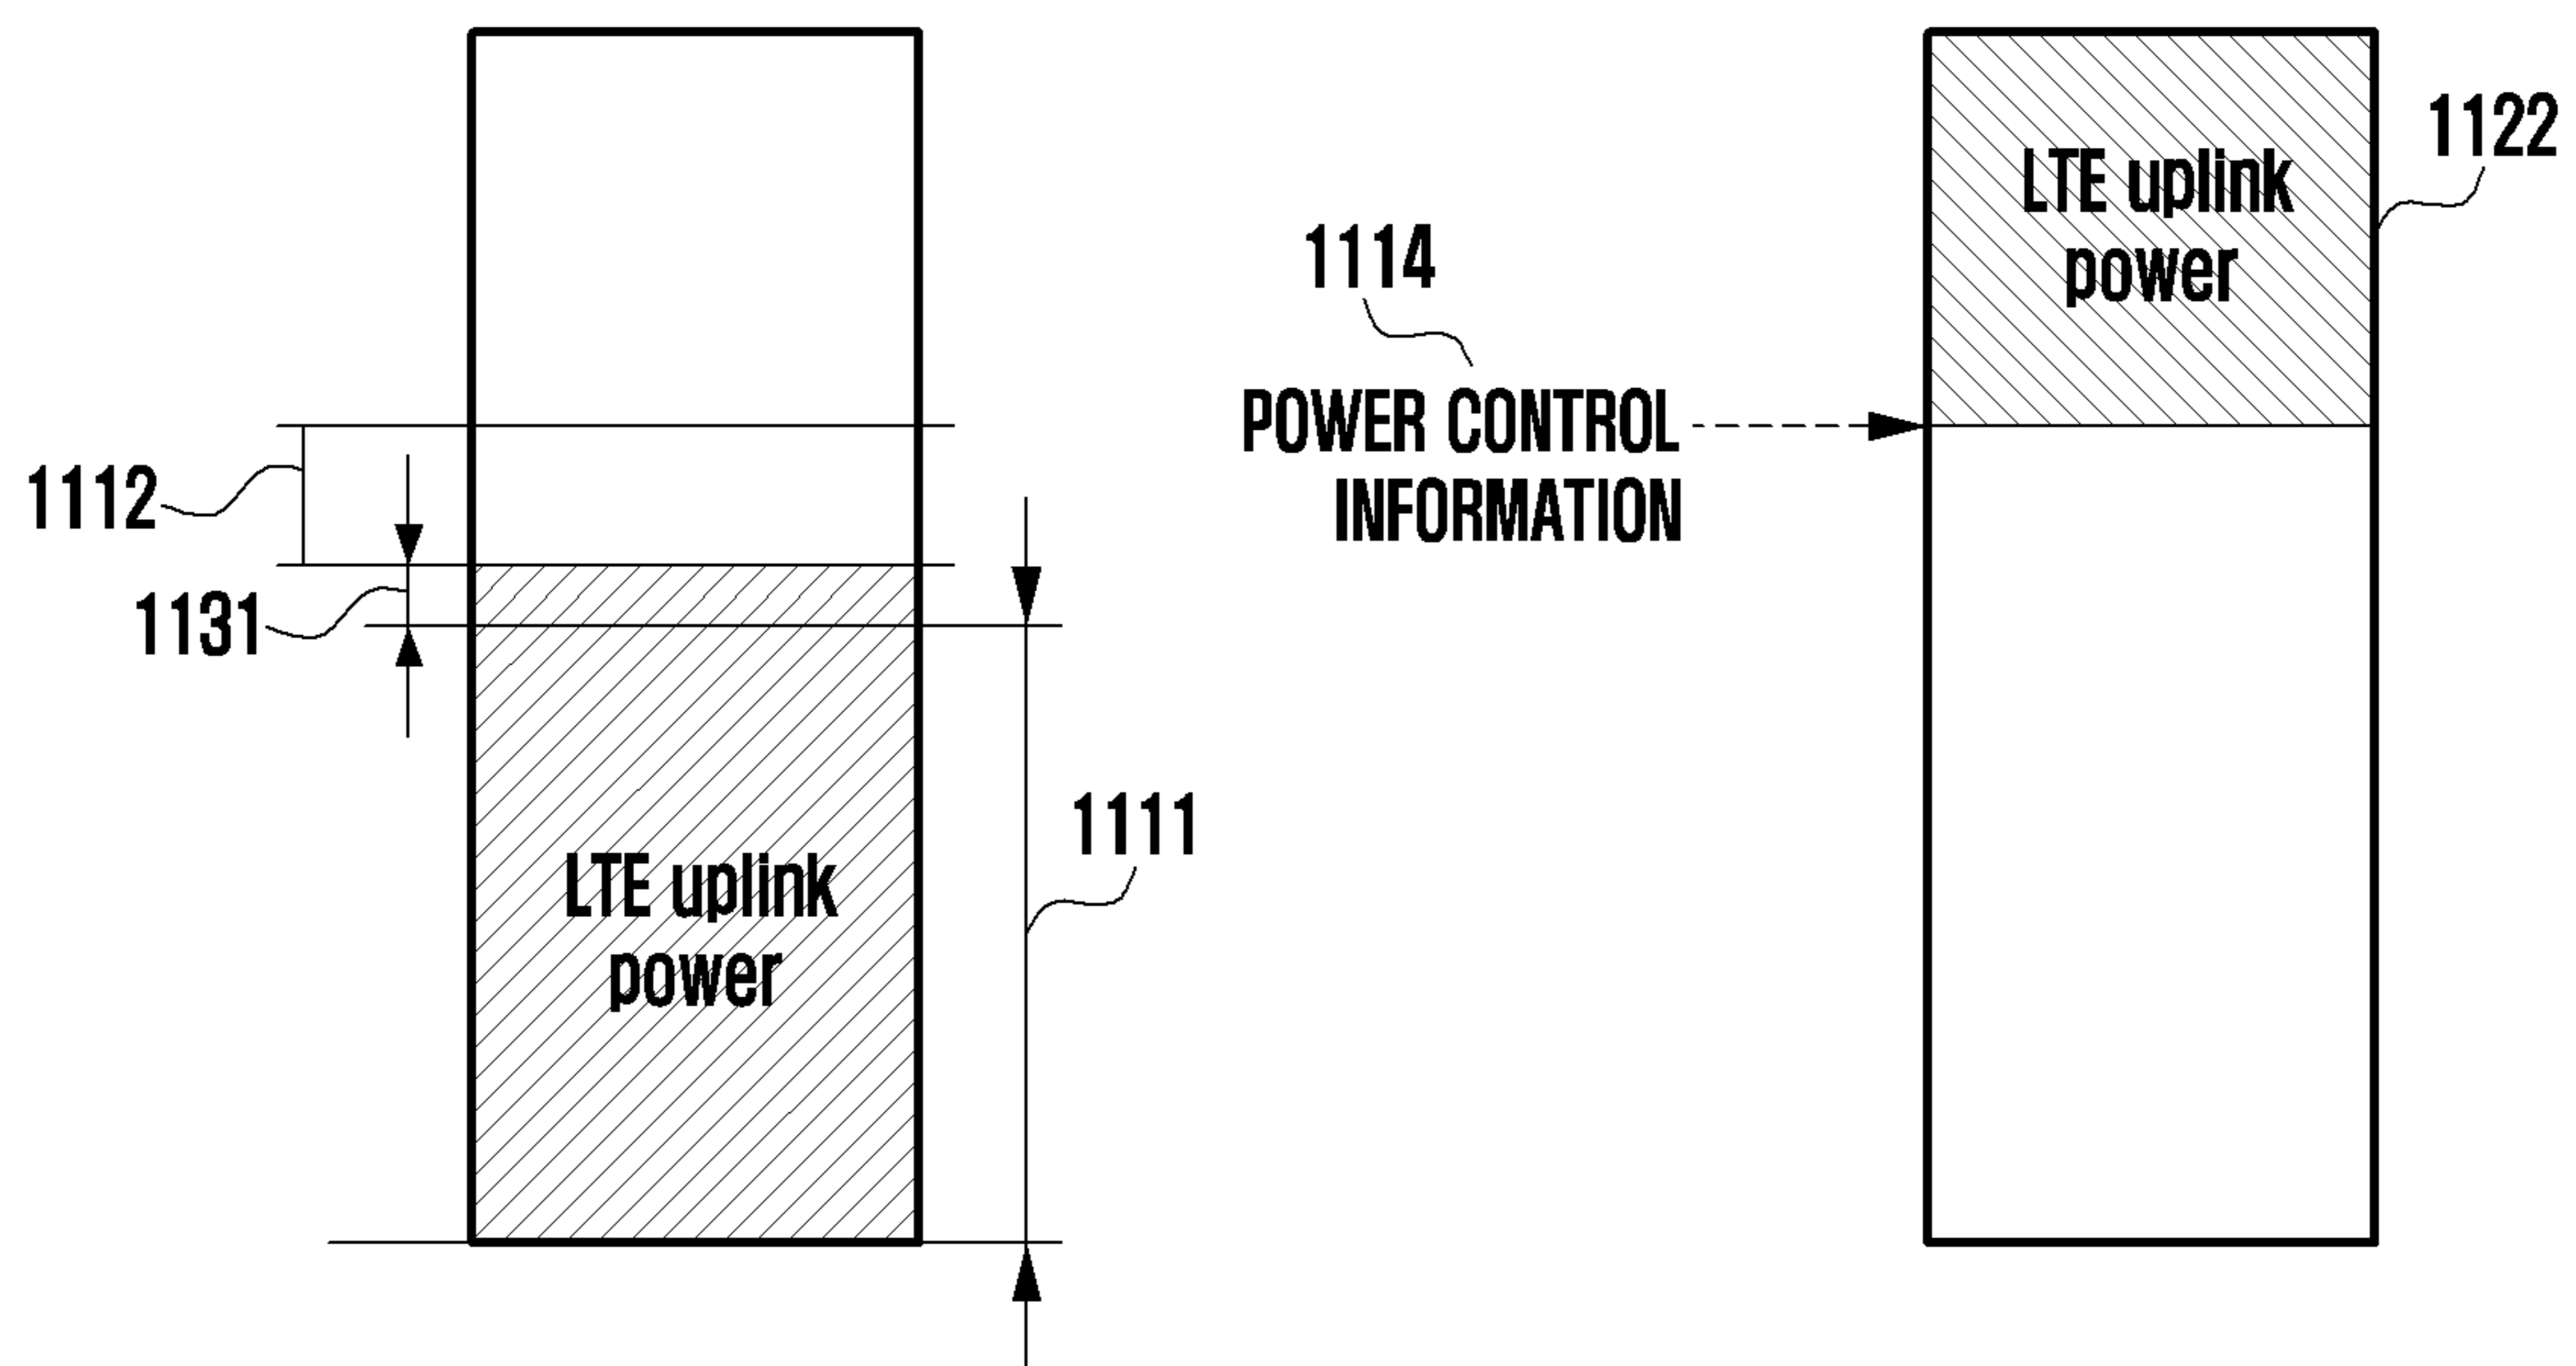 1122
LTE uplink
power
1114
POWER CONTROL
INFORMATION
1112
1131
1111
LTE uplink
power